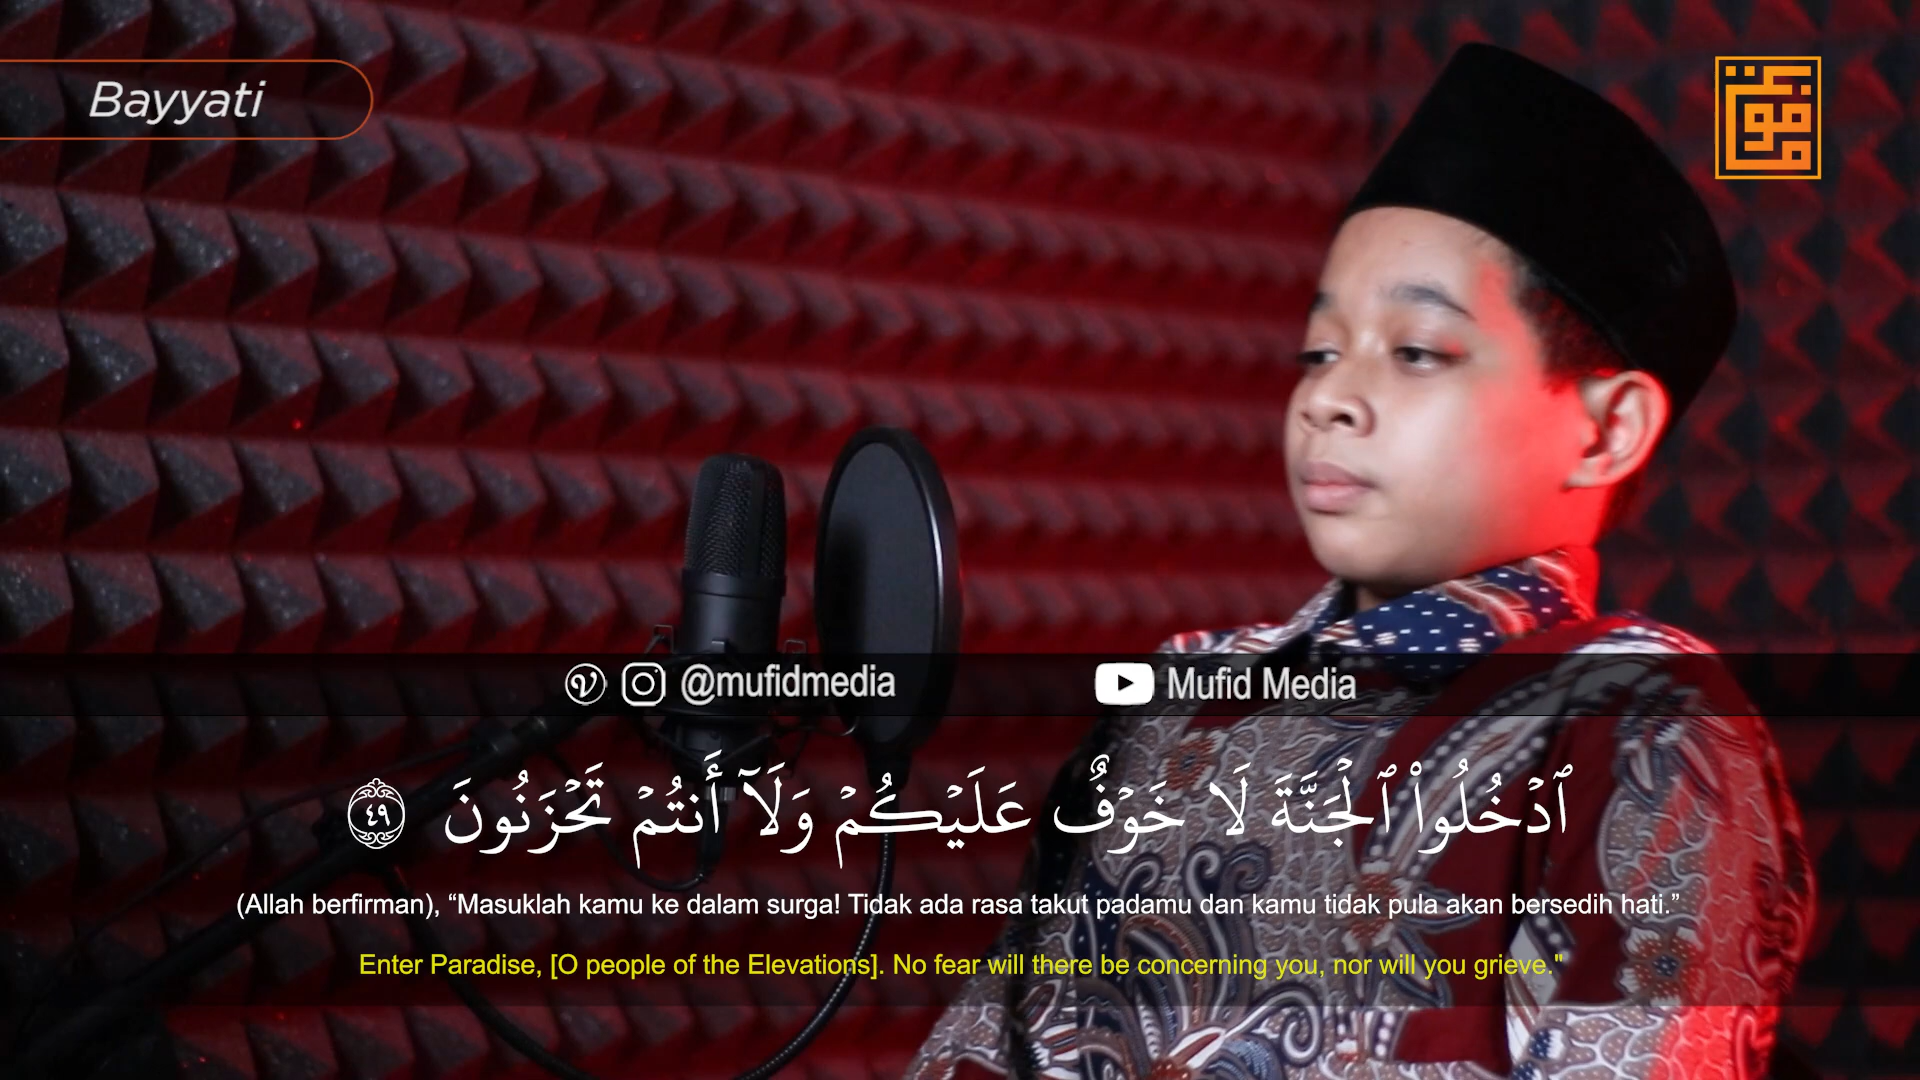 Bayyati
@mufidmedia
Mufid Media
ٱدۡخُلُواْ ٱلۡجَنَّةَ لَا خَوۡفٌ عَلَيۡكُمۡ وَلَآ أَنتُمۡ تَحۡزَنُونَ ٤٩
(Allah berfirman), “Masuklah kamu ke dalam surga! Tidak ada rasa takut padamu dan kamu tidak pula akan bersedih hati.”
Enter Paradise, [O people of the Elevations]. No fear will there be concerning you, nor will you grieve."